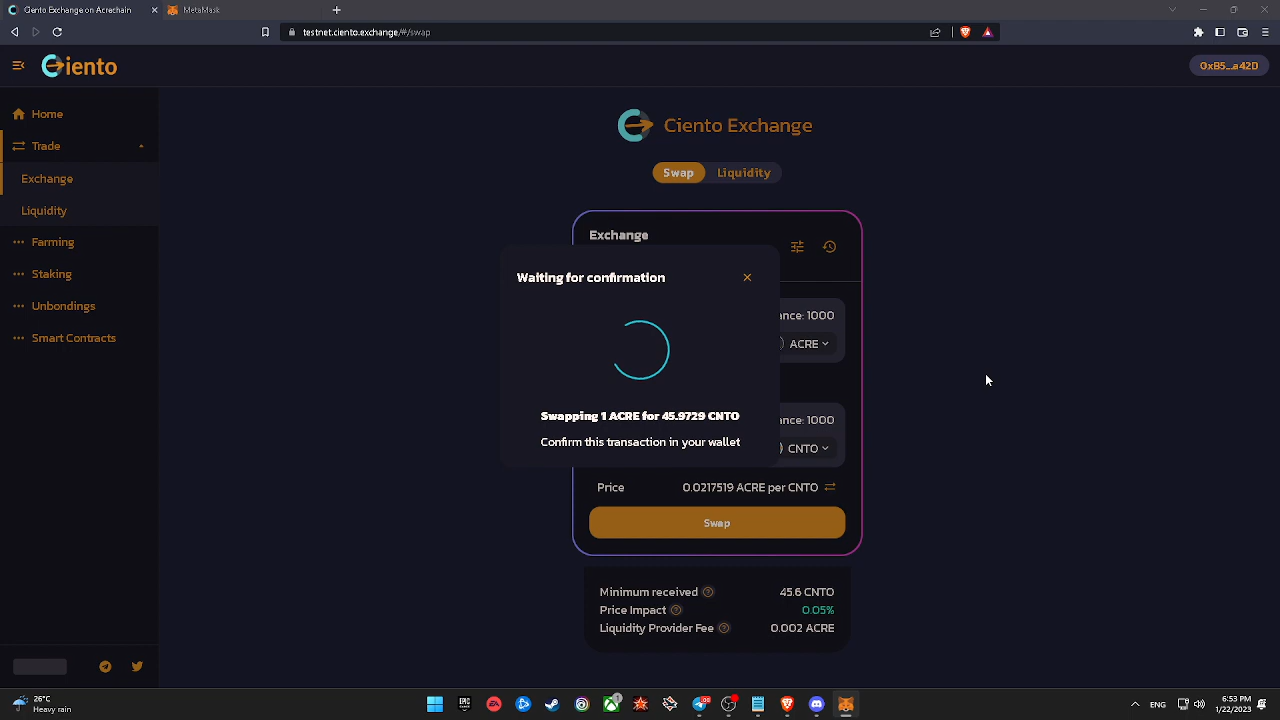 Ciento Exchange on Acrechain
MetaMask
testnet.ciento.exchange/#/swap
Ciento
0xB5...a42D
Home
Trade
Exchange
Liquidity
Farming
Staking
Unbondings
Smart Contracts
Ciento Exchange
Swap Liquidity
Exchange
Waiting for confirmation
ance: 1000
ACRE
Swapping 1 ACRE for 45.9729 CNTO
Confirm this transaction in your wallet
ance: 1000
CNTO
Price 0.0217519 ACRE per CNTO
Swap
Minimum received 45.6 CNTO
Price Impact 0.05%
Liquidity Provider Fee 0.002 ACRE
26°C
Heavy rain
ENG
6:53 PM
1/22/2023